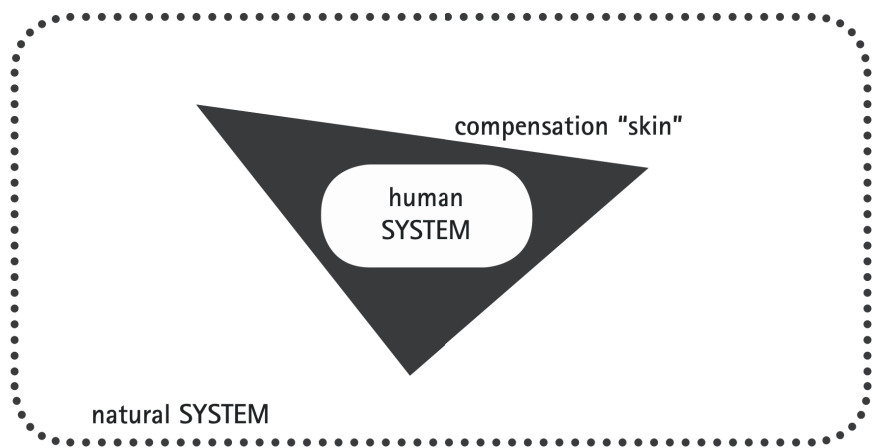 compensation “skin”
human
SYSTEM
natural SYSTEM